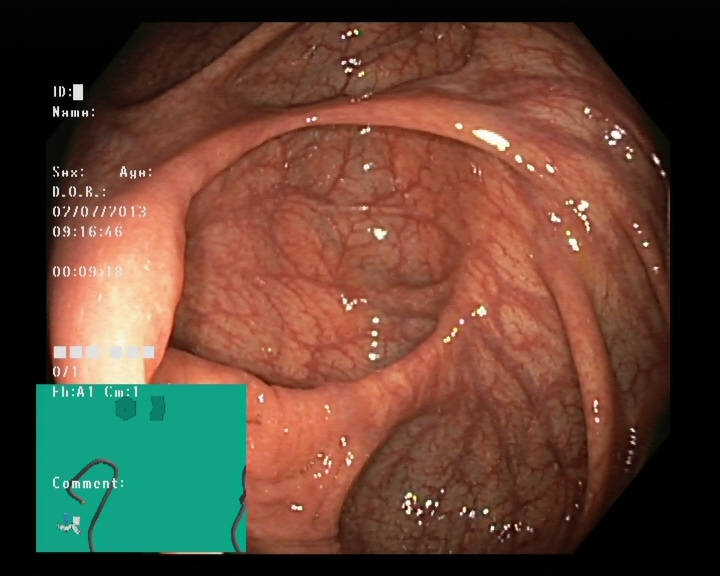 ID:
Name:
Sex: Age:
D.O.B.:
02/07/2013
09:16:46
00:09:18
0/1
Eh:A1 Cm:1
Comment: